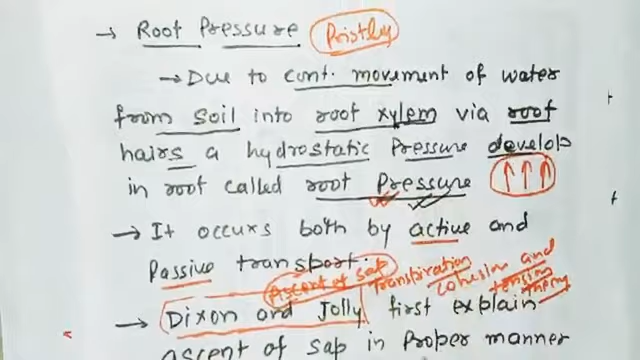 → Root Pressure Pristly
→ Due to cont. movement of water
from soil into root xylem via root
hairs a hydrostatic Pressure develop
in root called root Pressure ↑↑↑
→ It occurs both by active and
Passive transport.
Ascent of sap Transpiration cohesion and tension theory
→ Dixon and Jolly first explain
ascent of sap in Proper manner